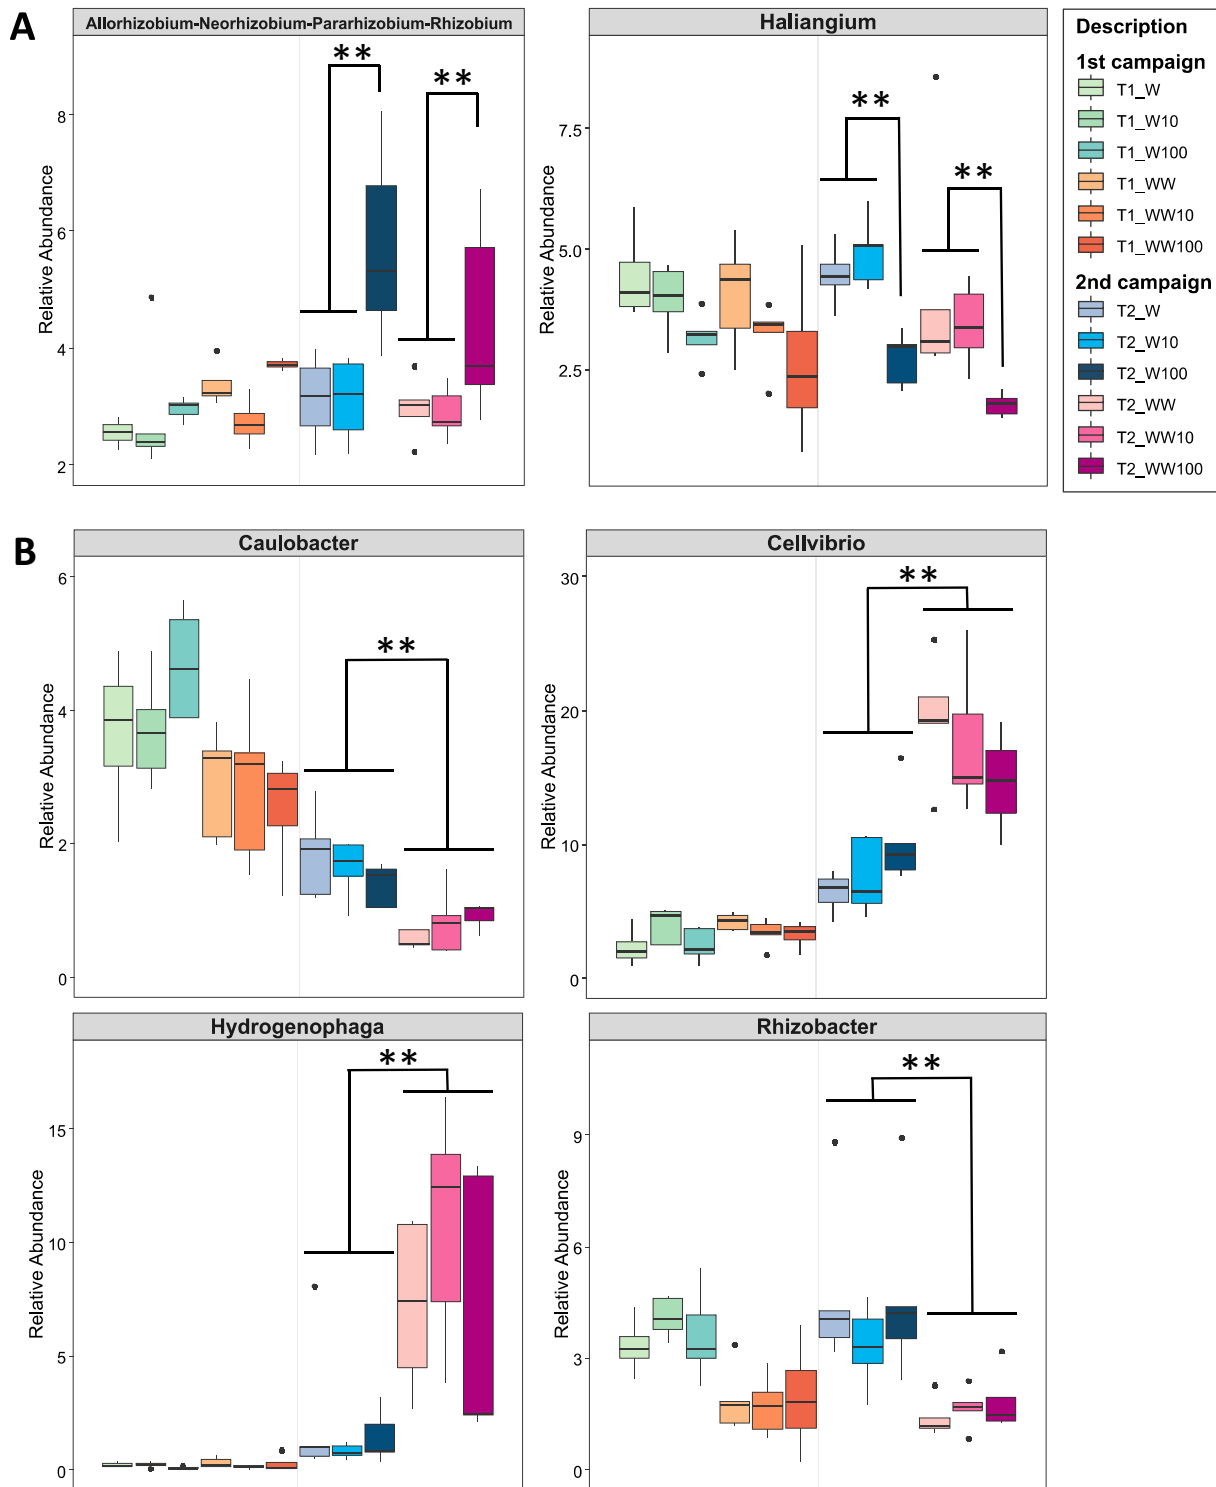 A
Allorhizobium-Neorhizobium-Pararhizobium-Rhizobium
Relative Abundance
8
6
4
2
**
**
Haliangium
Relative Abundance
7.5
5.0
2.5
**
**
Description
1st campaign
T1_W
T1_W10
T1_W100
T1_WW
T1_WW10
T1_WW100
2nd campaign
T2_W
T2_W10
T2_W100
T2_WW
T2_WW10
T2_WW100
B
Caulobacter
Relative Abundance
6
4
2
0
**
Cellvibrio
Relative Abundance
30
20
10
0
**
Hydrogenophaga
Relative Abundance
15
10
5
0
**
Rhizobacter
Relative Abundance
9
6
3
0
**